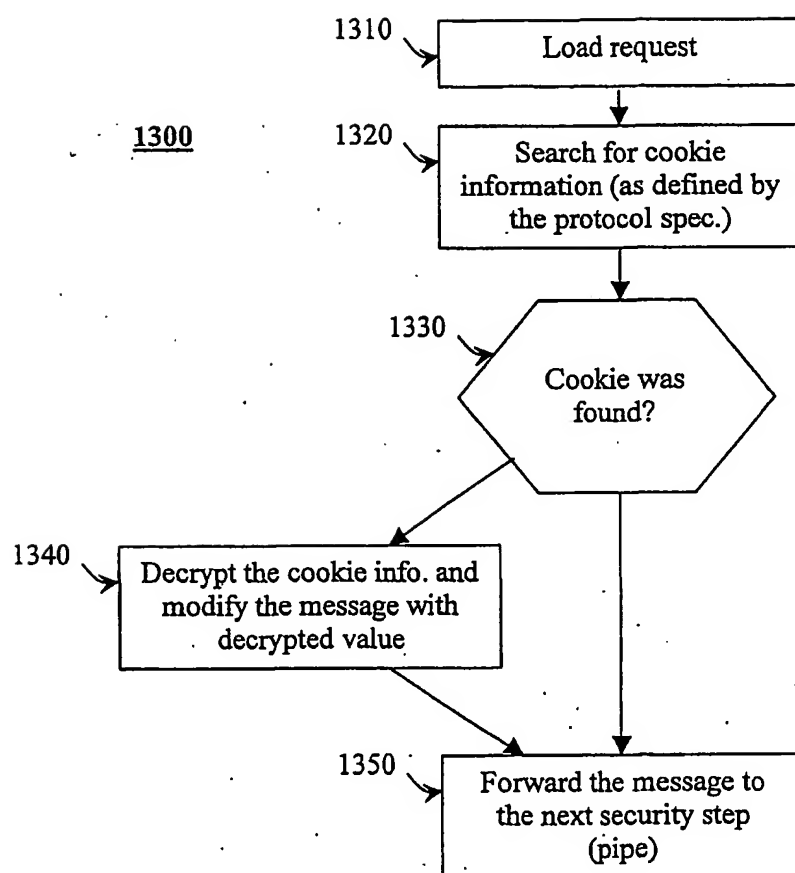 1310
Load request
1300
1320
Search for cookie
information (as defined by
the protocol spec.)
1330
Cookie was
found?
1340
Decrypt the cookie info. and
modify the message with
decrypted value
1350
Forward the message to
the next security step
(pipe)